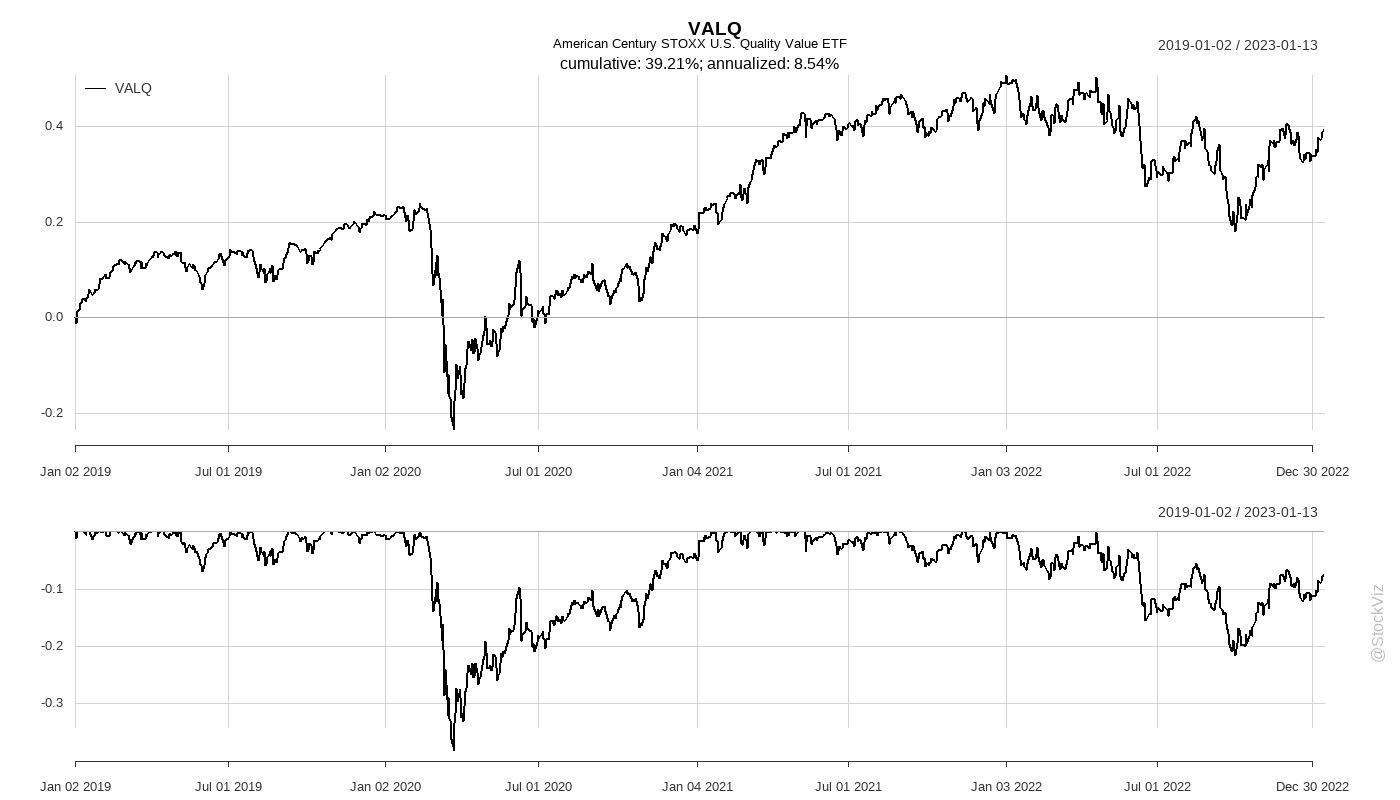 VALQ
American Century STOXX U.S. Quality Value ETF
cumulative: 39.21%; annualized: 8.54%
2019-01-02 / 2023-01-13
VALQ
0.4
0.2
0.0
-0.2
Jan 02 2019 Jul 01 2019 Jan 02 2020 Jul 01 2020 Jan 04 2021 Jul 01 2021 Jan 03 2022 Jul 01 2022 Dec 30 2022
2019-01-02 / 2023-01-13
-0.1
-0.2
-0.3
Jan 02 2019 Jul 01 2019 Jan 02 2020 Jul 01 2020 Jan 04 2021 Jul 01 2021 Jan 03 2022 Jul 01 2022 Dec 30 2022
@StockViz